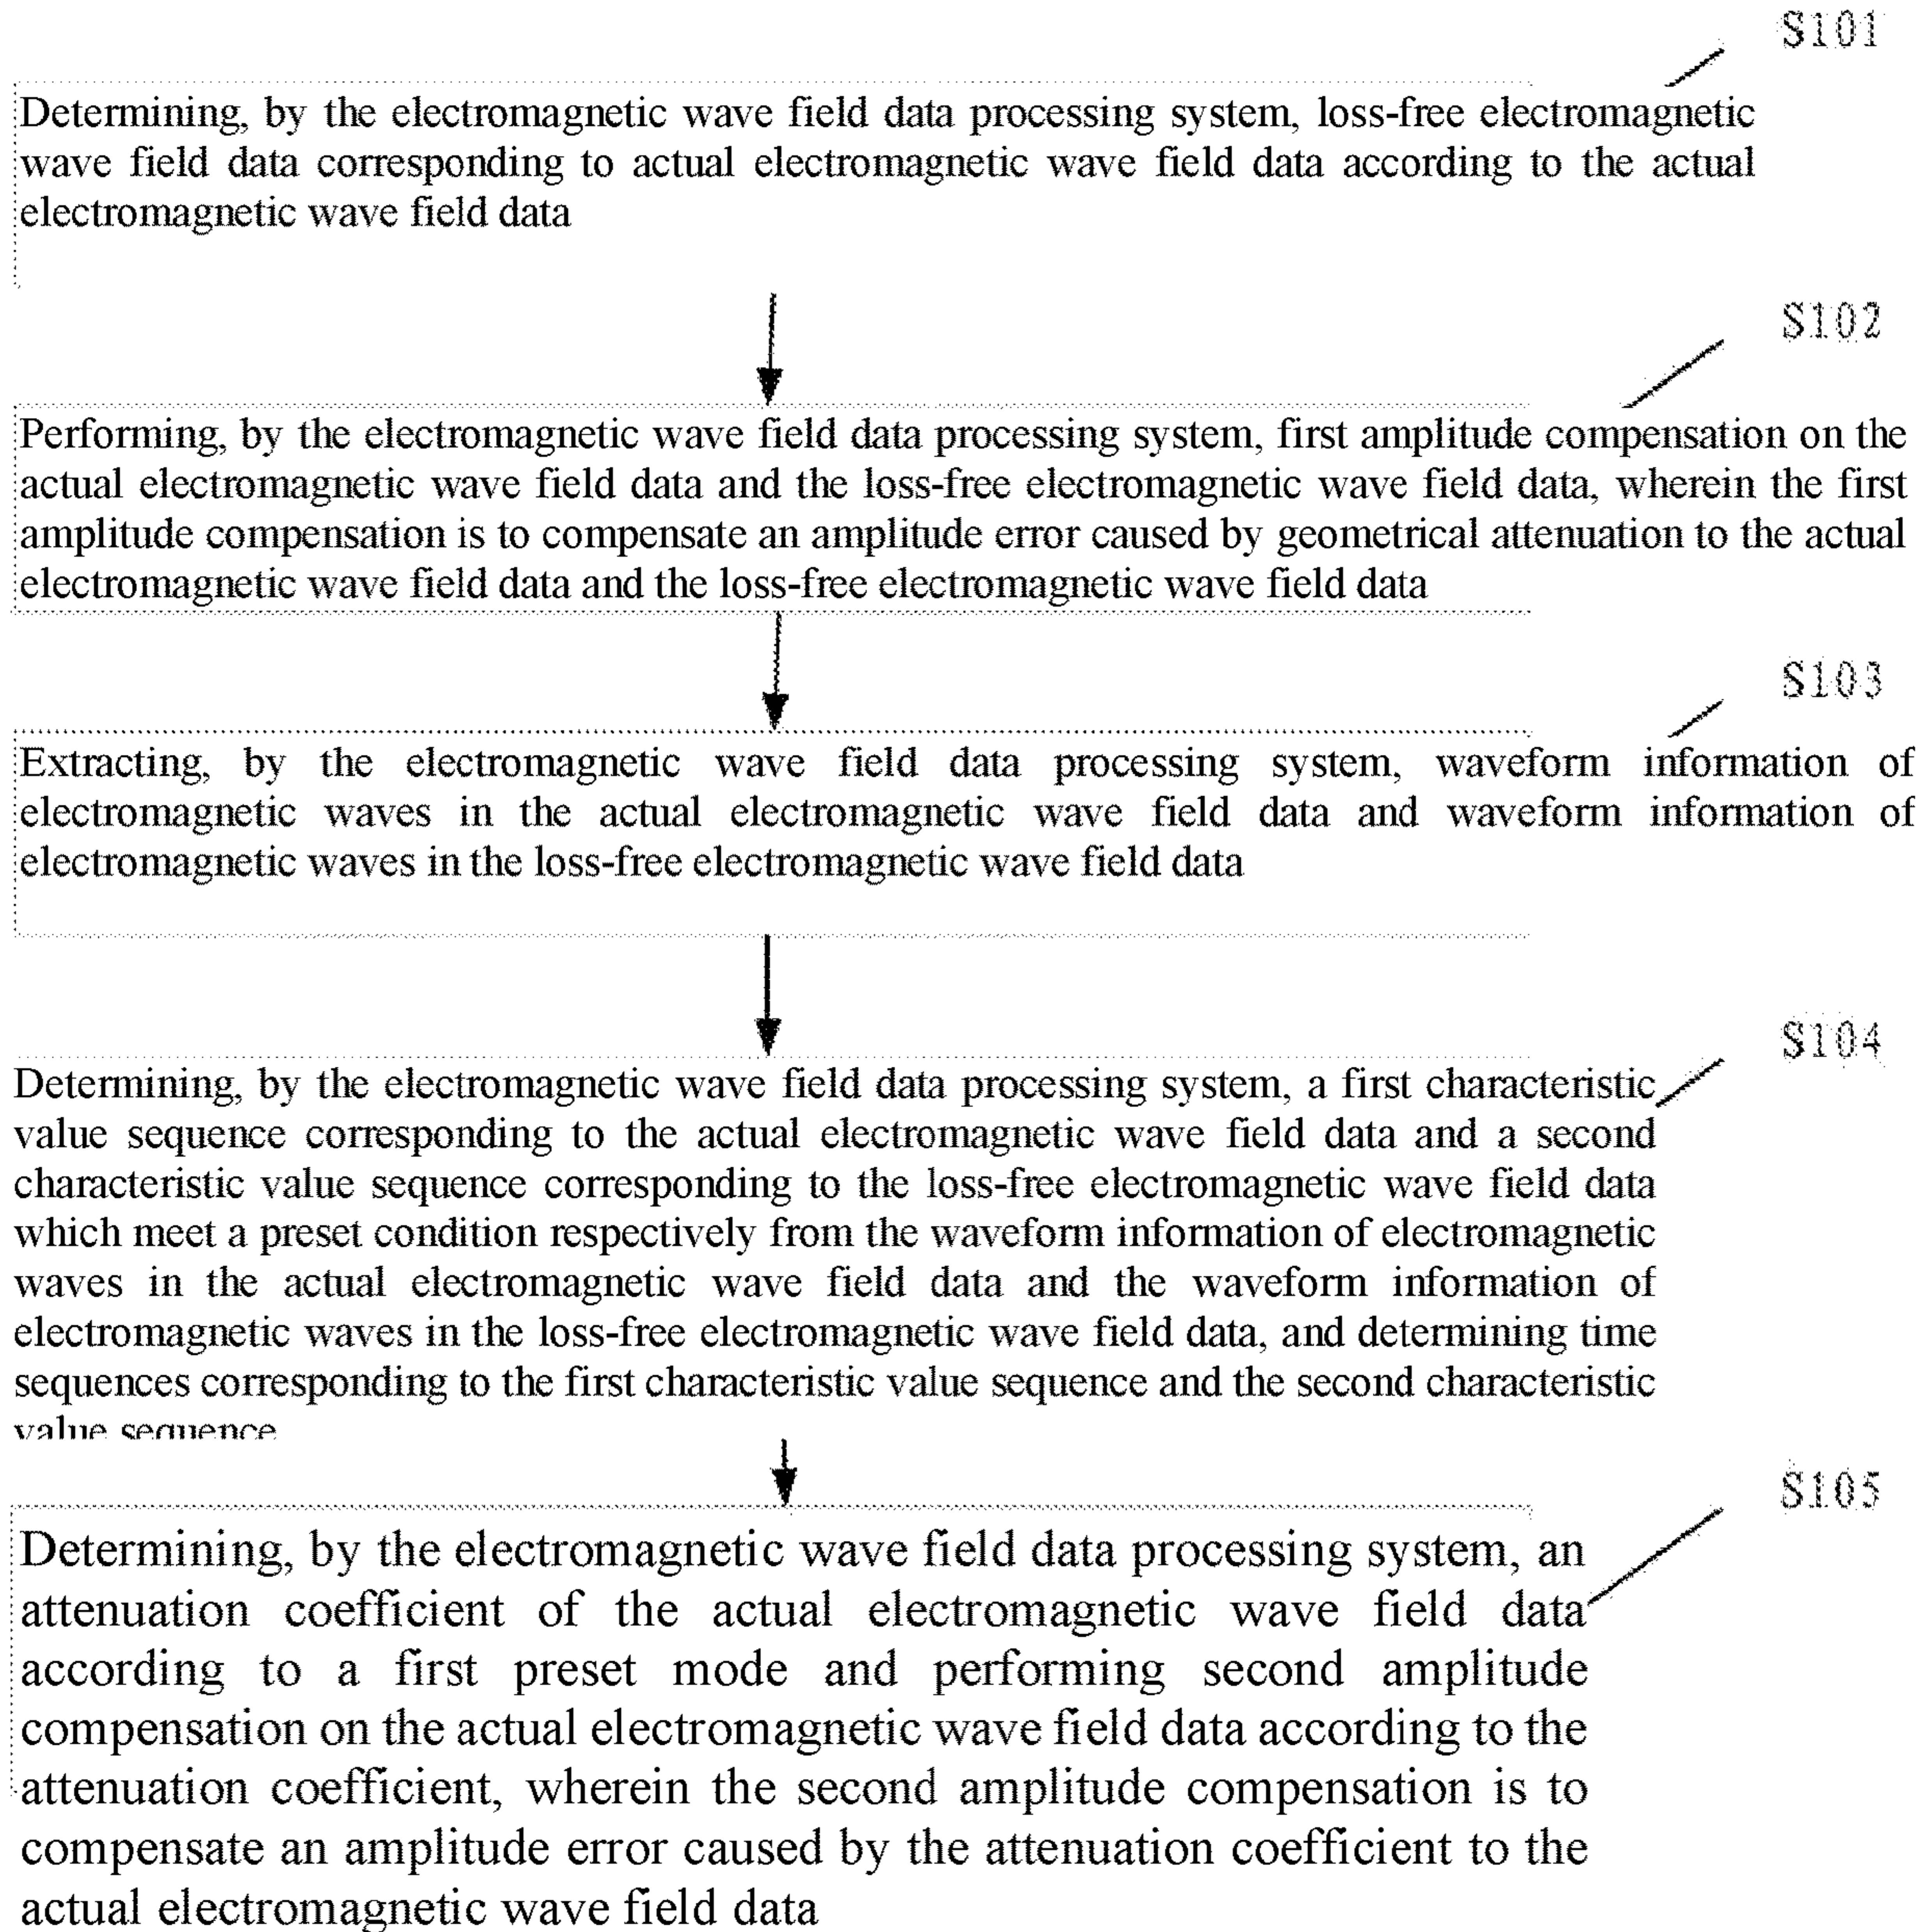 S101
Determining, by the electromagnetic wave field data processing system, loss-free electromagnetic
wave field data corresponding to actual electromagnetic wave field data according to the actual
electromagnetic wave field data
S102
Performing, by the electromagnetic wave field data processing system, first amplitude compensation on the
actual electromagnetic wave field data and the loss-free electromagnetic wave field data, wherein the first
amplitude compensation is to compensate an amplitude error caused by geometrical attenuation to the actual
electromagnetic wave field data and the loss-free electromagnetic wave field data
S103
Extracting, by the electromagnetic wave field data processing system, waveform information of
electromagnetic waves in the actual electromagnetic wave field data and waveform information of
electromagnetic waves in the loss-free electromagnetic wave field data
S104
Determining, by the electromagnetic wave field data processing system, a first characteristic
value sequence corresponding to the actual electromagnetic wave field data and a second
characteristic value sequence corresponding to the loss-free electromagnetic wave field data
which meet a preset condition respectively from the waveform information of electromagnetic
waves in the actual electromagnetic wave field data and the waveform information of
electromagnetic waves in the loss-free electromagnetic wave field data, and determining time
sequences corresponding to the first characteristic value sequence and the second characteristic
value sequence
S105
Determining, by the electromagnetic wave field data processing system, an
attenuation coefficient of the actual electromagnetic wave field data
according to a first preset mode and performing second amplitude
compensation on the actual electromagnetic wave field data according to the
attenuation coefficient, wherein the second amplitude compensation is to
compensate an amplitude error caused by the attenuation coefficient to the
actual electromagnetic wave field data